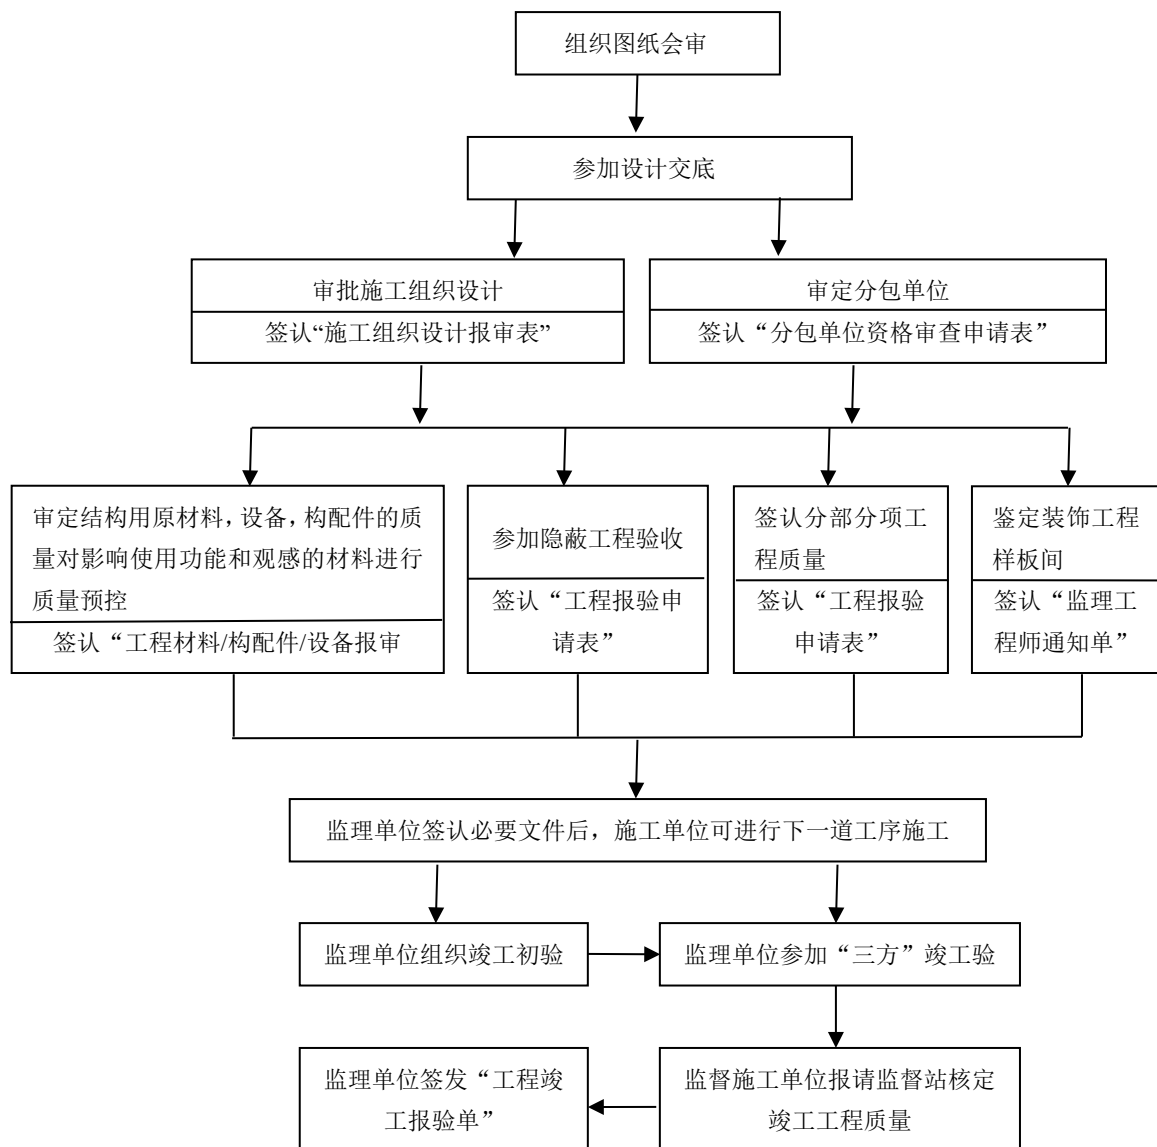 组织图纸会审
参加设计交底
审批施工组织设计
签认“施工组织设计报审表”
审定分包单位
签认“分包单位资格审查申请表”
审定结构用原材料，设备，构配件的质
量对影响使用功能和观感的材料进行
质量预控
签认“工程材料/构配件/设备报审
参加隐蔽工程验收
签认“工程报验申
请表”
签认分部分项工
程质量
签认“工程报验
申请表”
鉴定装饰工程
样板间
签认“监理工
程师通知单”
监理单位签认必要文件后，施工单位可进行下一道工序施工
监理单位组织竣工初验
监理单位参加“三方”竣工验
监理单位签发“工程竣
工报验单”
监督施工单位报请监督站核定
竣工工程质量